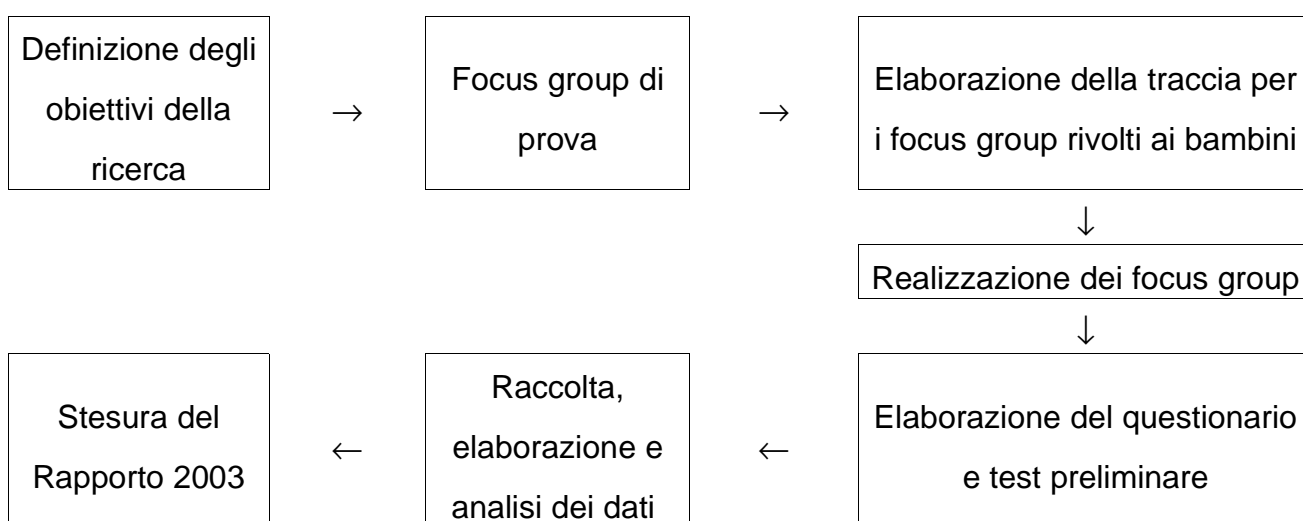 Definizione degli
obiettivi della
ricerca
→
Focus group di
prova
→
Elaborazione della traccia per
i focus group rivolti ai bambini
↓
Realizzazione dei focus group
↓
Elaborazione del questionario
e test preliminare
←
Raccolta,
elaborazione e
analisi dei dati
←
Stesura del
Rapporto 2003